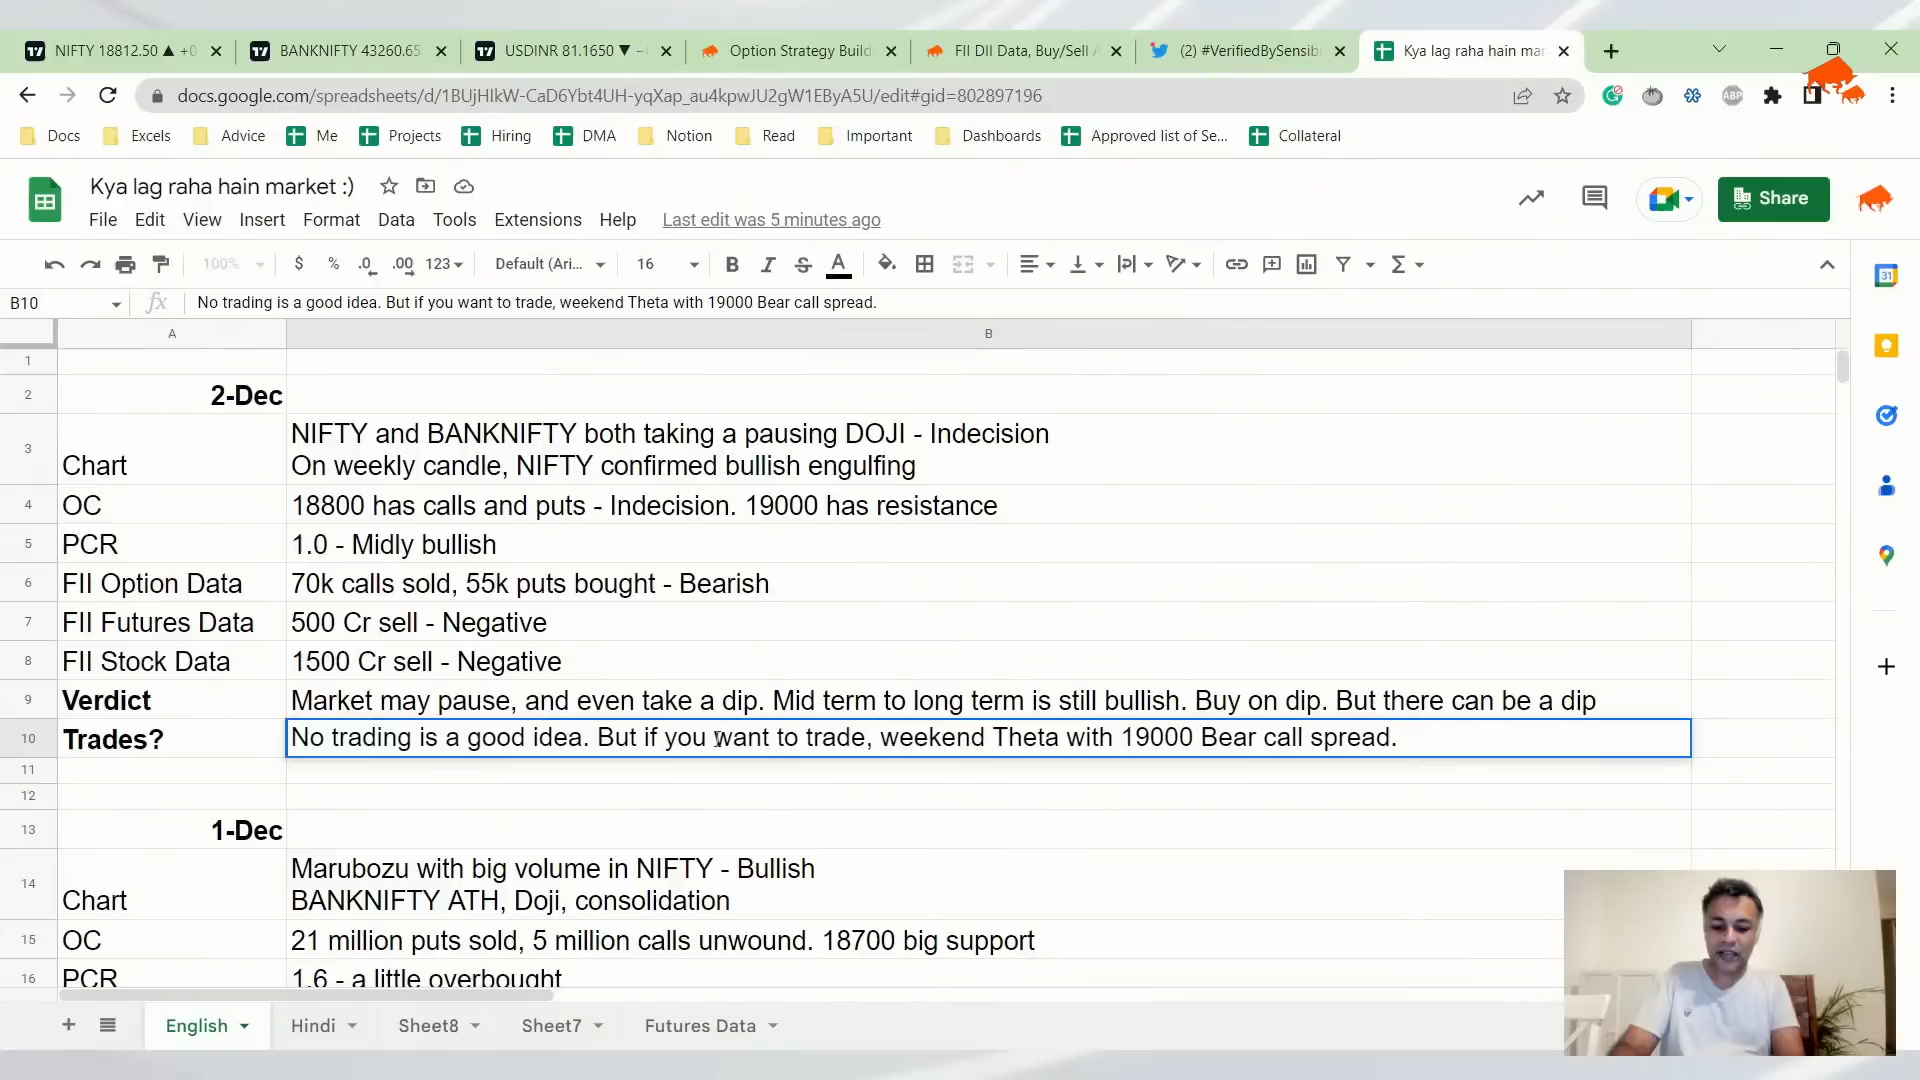 NIFTY 18812.50 ▲ +0
BANKNIFTY 43260.65
USDINR 81.1650 ▼ −
Option Strategy Build
FII DII Data, Buy/Sell A
(2) #VerifiedBySensib
Kya lag raha hain mar
docs.google.com/spreadsheets/d/1BUjHIkW-CaD6Ybt4UH-yqXap_au4kpwJU2gW1EByA5U/edit#gid=802897196
ABP
Docs Excels Advice Me Projects Hiring DMA Notion Read Important Dashboards Approved list of Se... Collateral
Kya lag raha hain market :)
File Edit View Insert Format Data Tools Extensions Help Last edit was 5 minutes ago
Share
100% $ % .0 .00 123 Default (Ari... 16 B I S A
31
B10 fx No trading is a good idea. But if you want to trade, weekend Theta with 19000 Bear call spread.
A B
1
2 2-Dec
3 Chart NIFTY and BANKNIFTY both taking a pausing DOJI - Indecision
On weekly candle, NIFTY confirmed bullish engulfing
4 OC 18800 has calls and puts - Indecision. 19000 has resistance
5 PCR 1.0 - Midly bullish
6 FII Option Data 70k calls sold, 55k puts bought - Bearish
7 FII Futures Data 500 Cr sell - Negative
8 FII Stock Data 1500 Cr sell - Negative
9 Verdict Market may pause, and even take a dip. Mid term to long term is still bullish. Buy on dip. But there can be a dip
10 Trades? No trading is a good idea. But if you want to trade, weekend Theta with 19000 Bear call spread.
11
12
13 1-Dec
14 Chart Marubozu with big volume in NIFTY - Bullish
BANKNIFTY ATH, Doji, consolidation
15 OC 21 million puts sold, 5 million calls unwound. 18700 big support
16 PCR 1.6 - a little overbought
English Hindi Sheet8 Sheet7 Futures Data